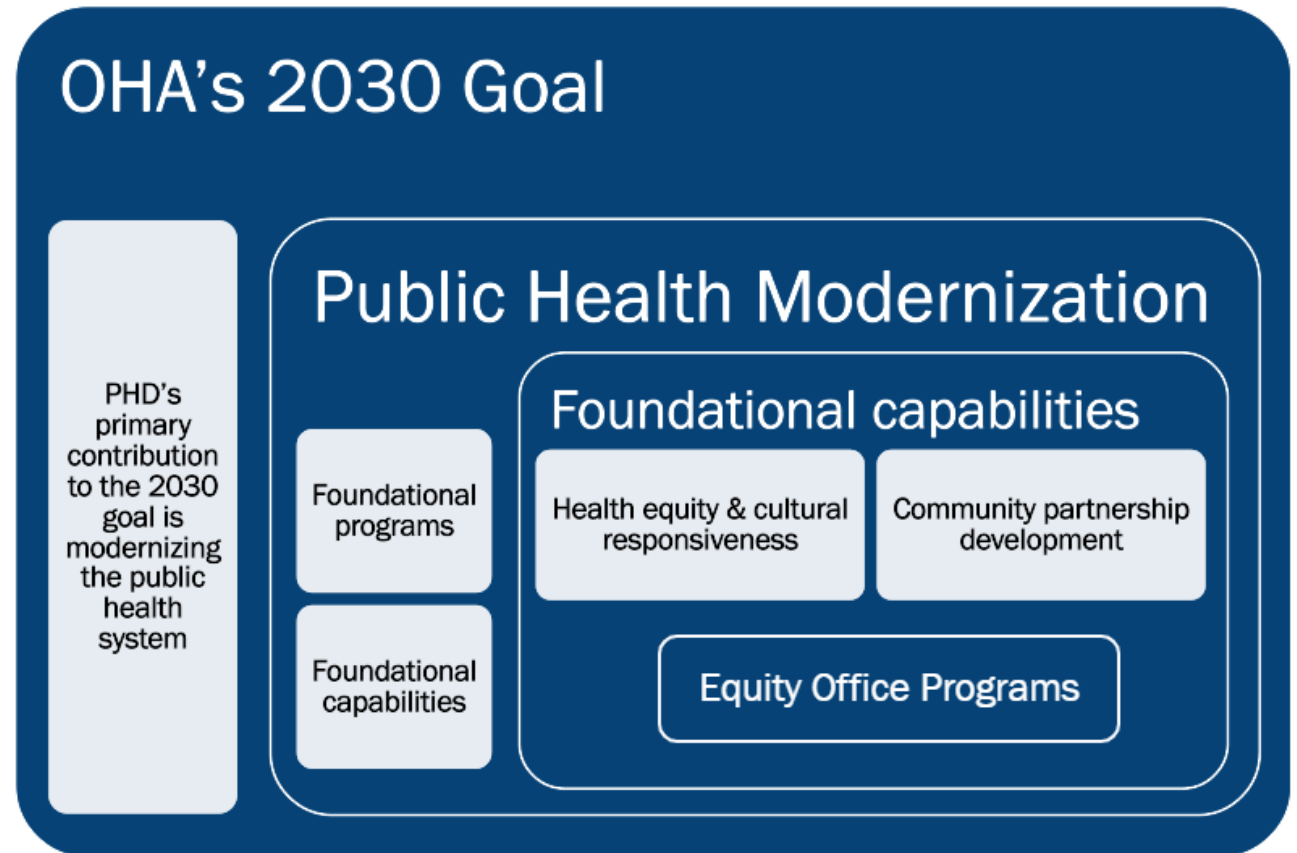 OHA's 2030 Goal
PHD's
primary
contribution
to the 2030
goal is
modernizing
the public
health
system
Public Health Modernization
Foundational
programs
Foundational
capabilities
Foundational capabilities
Health equity & cultural
responsiveness
Community partnership
development
Equity Office Programs